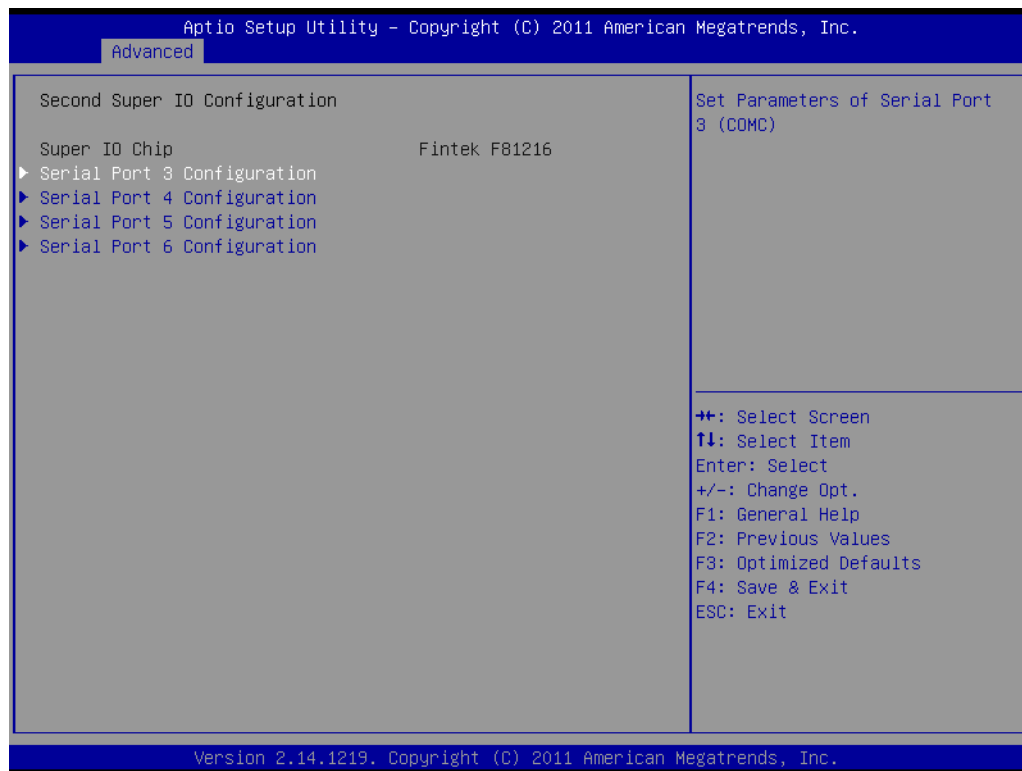 Aptio Setup Utility – Copyright (C) 2011 American Megatrends, Inc.
Advanced
Second Super IO Configuration
Super IO Chip Fintek F81216
▶ Serial Port 3 Configuration
▶ Serial Port 4 Configuration
▶ Serial Port 5 Configuration
▶ Serial Port 6 Configuration
Set Parameters of Serial Port
3 (COMC)
→←: Select Screen
↑↓: Select Item
Enter: Select
+/-: Change Opt.
F1: General Help
F2: Previous Values
F3: Optimized Defaults
F4: Save & Exit
ESC: Exit
Version 2.14.1219. Copyright (C) 2011 American Megatrends, Inc.